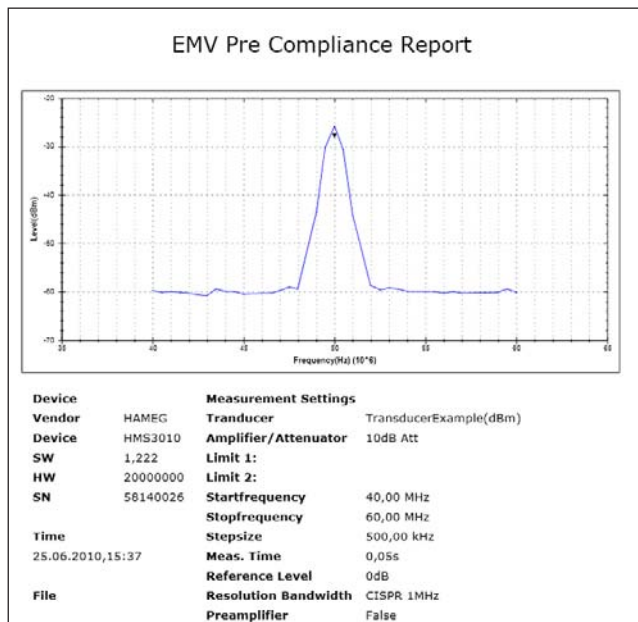 EMV Pre Compliance Report
-20
-30
-40
-60
-70
Level(dBm)
40
60
Frequency(Hz) (10^6)
Device Measurement Settings
Vendor HAMEG Tranducer TransducerExample(dBm)
Device HMS3010 Amplifier/Attenuator 10dB Att
SW 1,222 Limit 1:
HW 20000000 Limit 2:
SN 58140026 Startfrequency 40,00 MHz
Stopfrequency 60,00 MHz
Time Stepsize 500,00 kHz
25.06.2010,15:37 Meas. Time 0,05s
Reference Level 0dB
File Resolution Bandwidth CISPR 1MHz
Preamplifier False